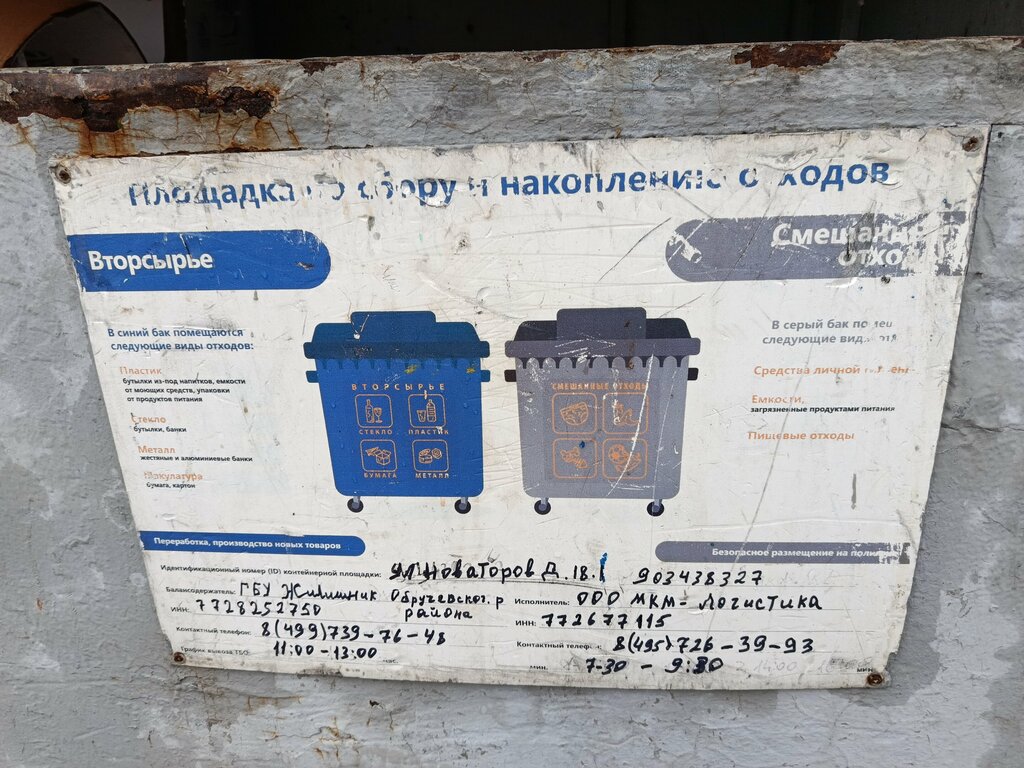 Площадка по сбору и накоплению отходов
Вторсырьё
В синий бак помещаются
следующие виды отходов:
Пластик
бутылки из-под напитков, емкости
от моющих средств, упаковки
от продуктов питания
Стекло
бутылки, банки
Металл
жестяные и алюминиевые банки
Макулатура
бумага, картон
ВТОРСЫРЬЕ
СТЕКЛО ПЛАСТИК
БУМАГА МЕТАЛЛ
СМЕШАННЫЕ ОТХОДЫ
Смешанные
отходы
В серый бак
следующие
Средства личной
Емкости,
загрязненные продуктами питания
Пищевые отходы
Переработка, производство новых товаров
Безопасное размещение на
Идентификационный номер (ID) контейнерной площадки: ул. Новаторов Д.18.1 903438327
Балансодержатель: ГБУ Жилищник Обручевског. р
района
ИНН: 7728252750
Контактный телефон: 8(499)739-76-48
График вывоза ТБО: 11:00-13:00 час.
Исполнитель: ООО МКМ-Логистика
ИНН: 772677115
Контактный телефон: 8(495)726-39-93
мин. 7-30 - 9:30 мин.